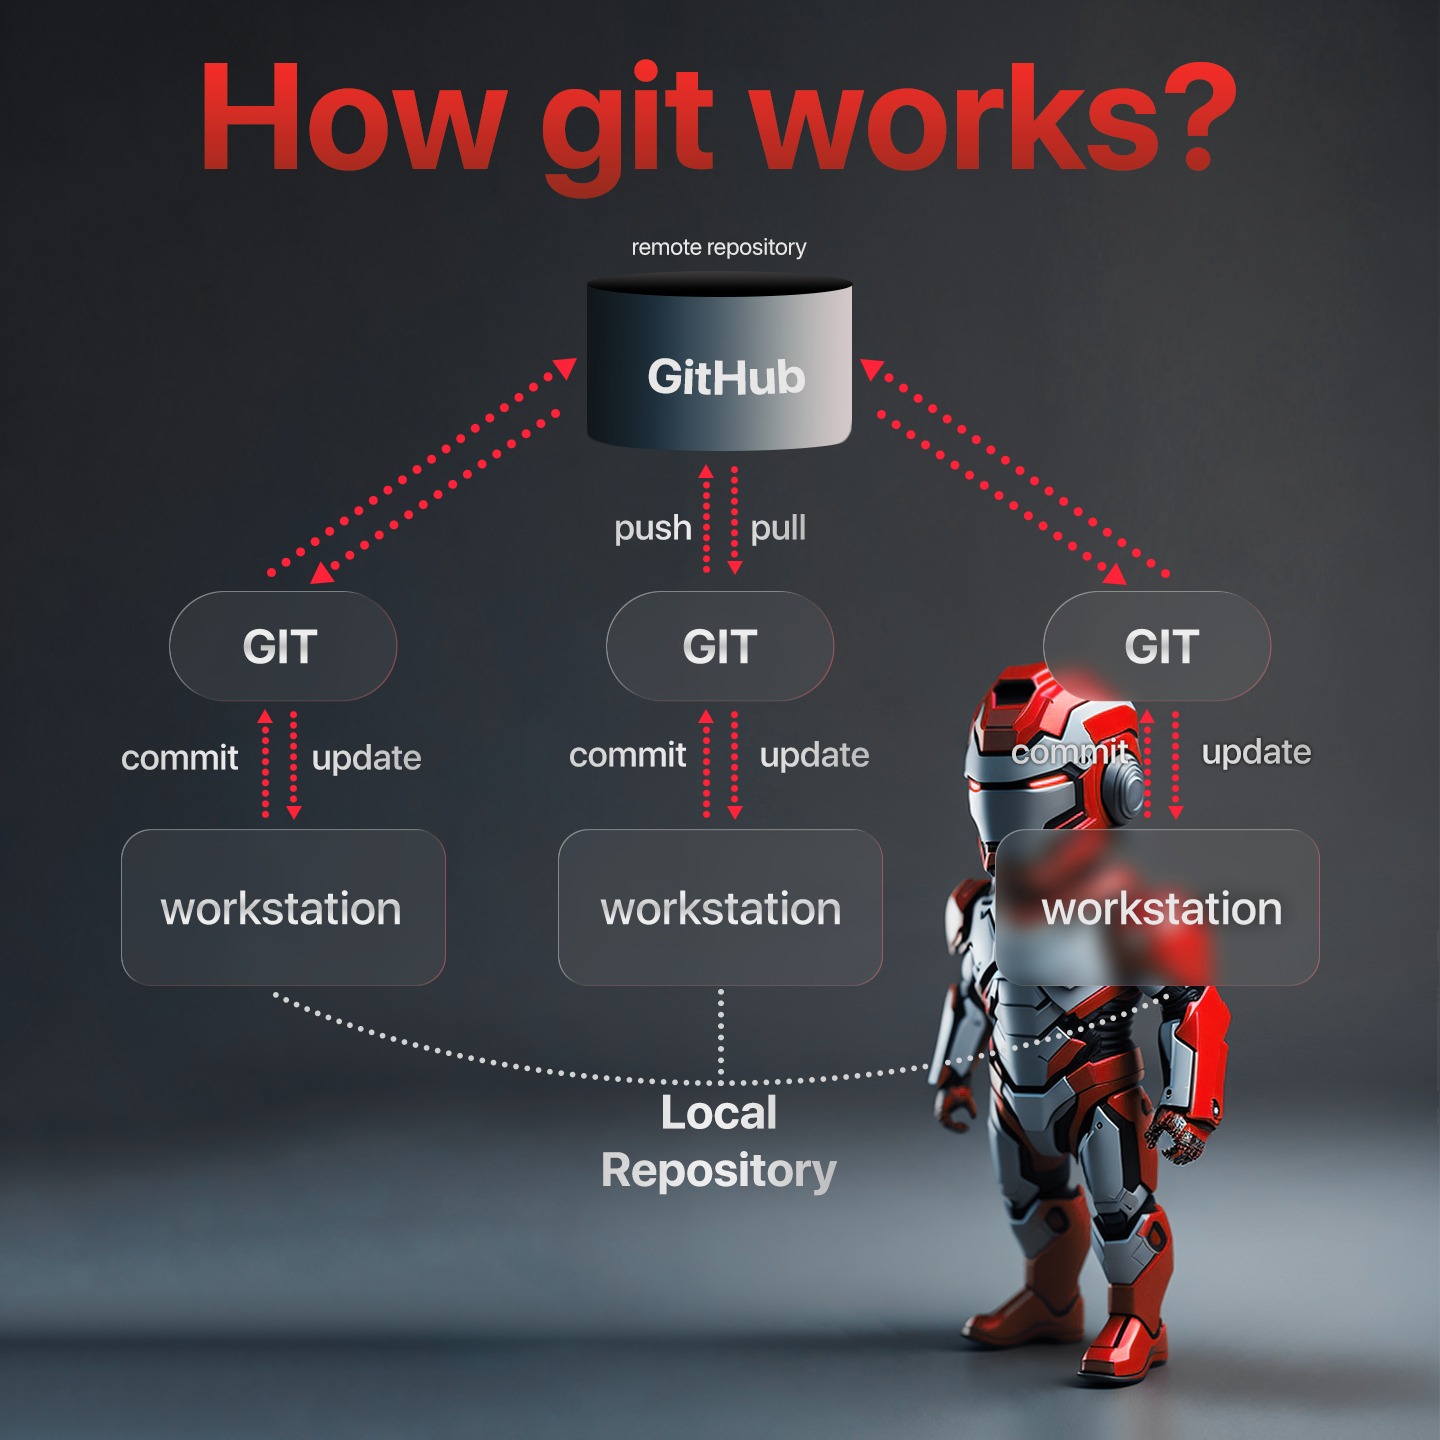 How git works?
remote repository
GitHub
push pull
GIT GIT GIT
commit update commit update commit update
workstation workstation workstation
Local
Repository